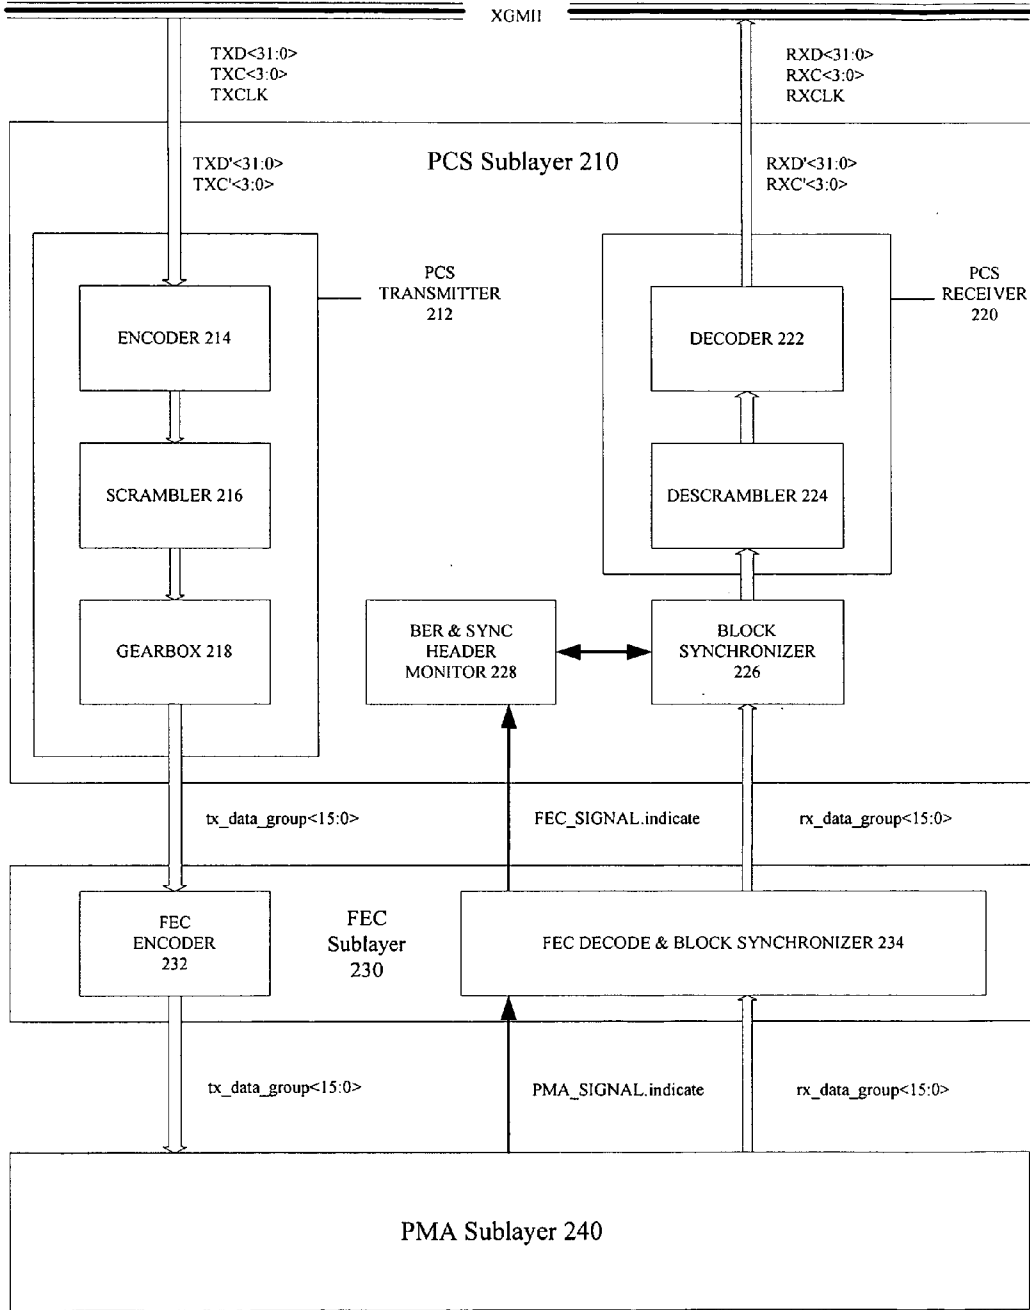 XGMII
TXD<31:0>
TXC<3:0>
TXCLK
RXD<31:0>
RXC<3:0>
RXCLK
PCS Sublayer 210
TXD'<31:0>
TXC'<3:0>
RXD'<31:0>
RXC'<3:0>
PCS
TRANSMITTER
212
PCS
RECEIVER
220
ENCODER 214
DECODER 222
SCRAMBLER 216
DESCRAMBLER 224
GEARBOX 218
BER & SYNC
HEADER
MONITOR 228
BLOCK
SYNCHRONIZER
226
tx_data_group<15:0>
FEC_SIGNAL.indicate
rx_data_group<15:0>
FEC
ENCODER
232
FEC
Sublayer
230
FEC DECODE & BLOCK SYNCHRONIZER 234
tx_data_group<15:0>
PMA_SIGNAL.indicate
rx_data_group<15:0>
PMA Sublayer 240